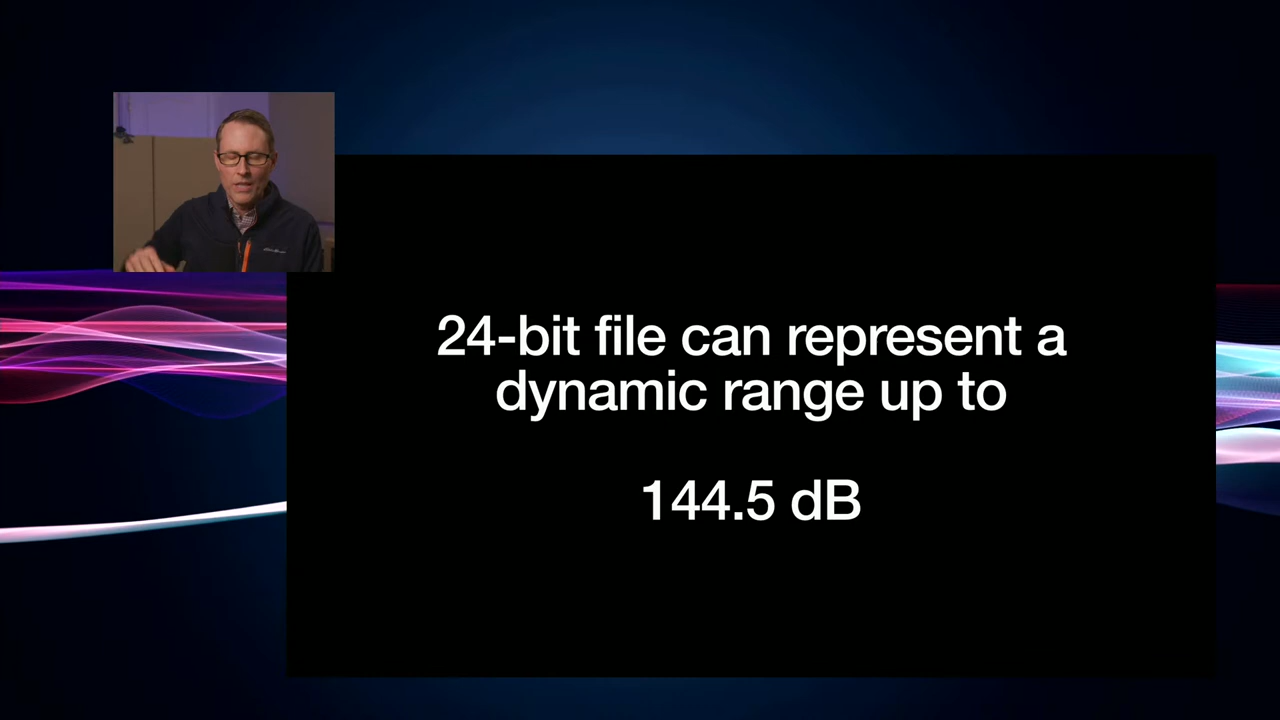 24-bit file can represent a
dynamic range up to
144.5 dB